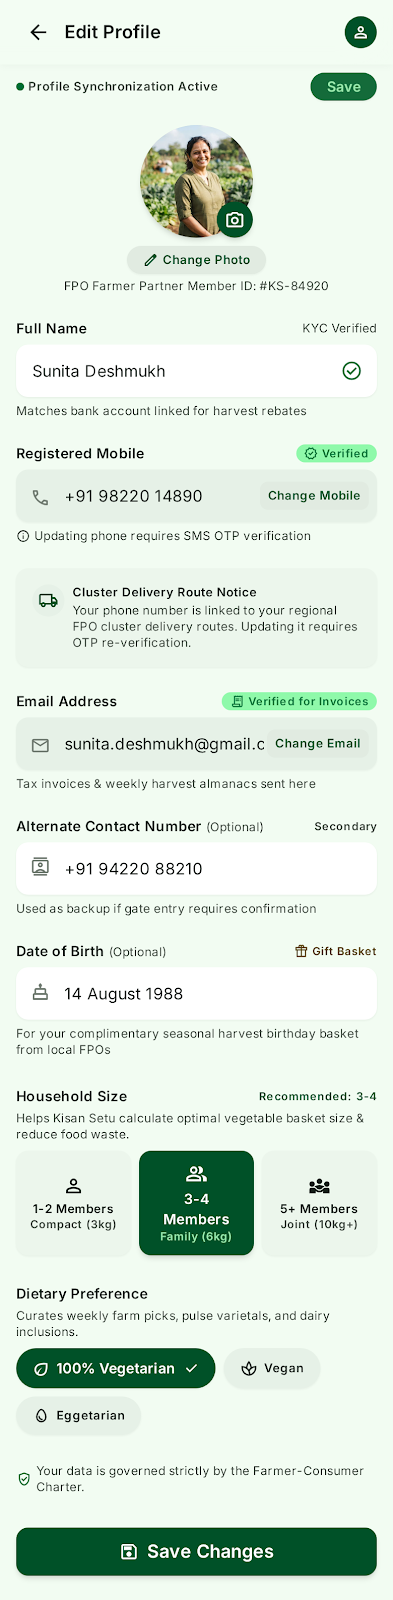 Edit Profile
Profile Synchronization Active
Save
Change Photo
FPO Farmer Partner Member ID: #KS-84920
Full Name
KYC Verified
Sunita Deshmukh
Matches bank account linked for harvest rebates
Registered Mobile
Verified
+91 98220 14890
Change Mobile
Updating phone requires SMS OTP verification
Cluster Delivery Route Notice
Your phone number is linked to your regional
FPO cluster delivery routes. Updating it requires
OTP re-verification.
Email Address
Verified for Invoices
sunita.deshmukh@gmail.c
Change Email
Tax invoices & weekly harvest almanacs sent here
Alternate Contact Number (Optional)
Secondary
+91 94220 88210
Used as backup if gate entry requires confirmation
Date of Birth (Optional)
Gift Basket
14 August 1988
For your complimentary seasonal harvest birthday basket
from local FPOs
Household Size
Recommended: 3-4
Helps Kisan Setu calculate optimal vegetable basket size &
reduce food waste.
1-2 Members
Compact (3kg)
3-4
Members
Family (6kg)
5+ Members
Joint (10kg+)
Dietary Preference
Curates weekly farm picks, pulse varietals, and dairy
inclusions.
100% Vegetarian
Vegan
Eggetarian
Your data is governed strictly by the Farmer-Consumer
Charter.
Save Changes